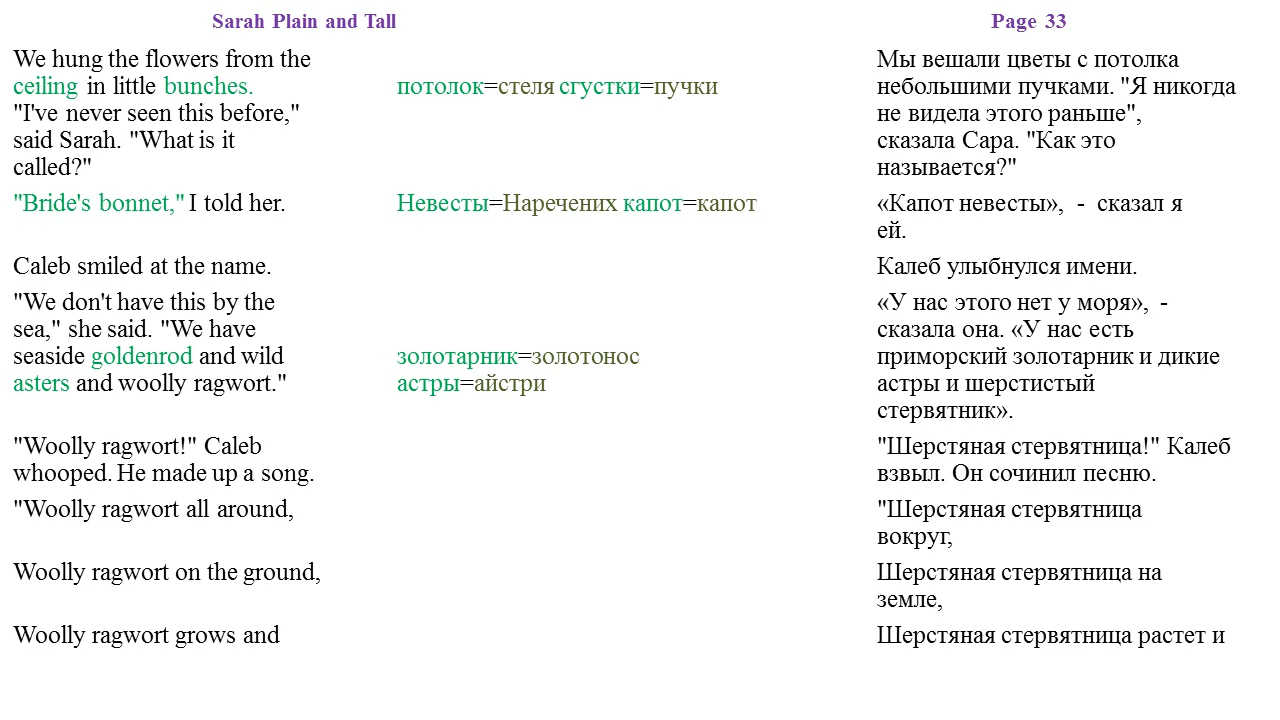 Sarah Plain and Tall
Page 33
We hung the flowers from the
ceiling in little bunches.
"I've never seen this before,"
said Sarah. "What is it
called?"
потолок=стеля сгустки=пучки
Мы вешали цветы с потолка
небольшими пучками. "Я никогда
не видела этого раньше",
сказала Сара. "Как это
называется?"
"Bride's bonnet," I told her.
Невесты=Наречених капот=капот
«Капот невесты», - сказал я
ей.
Caleb smiled at the name.
Калеб улыбнулся имени.
"We don't have this by the
sea," she said. "We have
seaside goldenrod and wild
asters and woolly ragwort."
золотарник=золотонос
астры=айстри
«У нас этого нет у моря», -
сказала она. «У нас есть
приморский золотарник и дикие
астры и шерстистый
стервятник».
"Woolly ragwort!" Caleb
whooped. He made up a song.
"Шерстяная стервятница!" Калеб
взвыл. Он сочинил песню.
"Woolly ragwort all around,
"Шерстяная стервятница
вокруг,
Woolly ragwort on the ground,
Шерстяная стервятница на
земле,
Woolly ragwort grows and
Шерстяная стервятница растет и